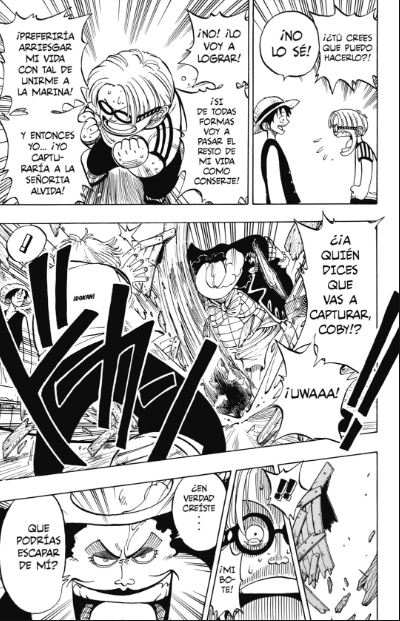 ¿TÚ CREES
QUE PUEDO
HACERLO?!
¡NO
LO SÉ!
¡NO! ¡LO
VOY A
LOGRAR!
¡SI
DE TODAS
FORMAS
VOY A
PASAR EL
RESTO DE
MI VIDA
COMO
CONSERJE!
¡PREFERIRÍA
ARRIESGAR
MI VIDA
CON TAL DE
UNIRME A
LA MARINA!
Y ENTONCES
YO... ¡YO
CAPTU-
RARÍA A LA
SEÑORITA
ALVIDA!
¿¡A
QUIÉN
DICES
QUE
VAS A
CAPTURAR,
COBY!?
¡UWAAA!
!
¡DOKAN!
!!
¡MI
BO-
TE!
¿EN
VERDAD
CREÍSTE
...
QUE
PODRÍAS
ESCAPAR
DE MÍ?